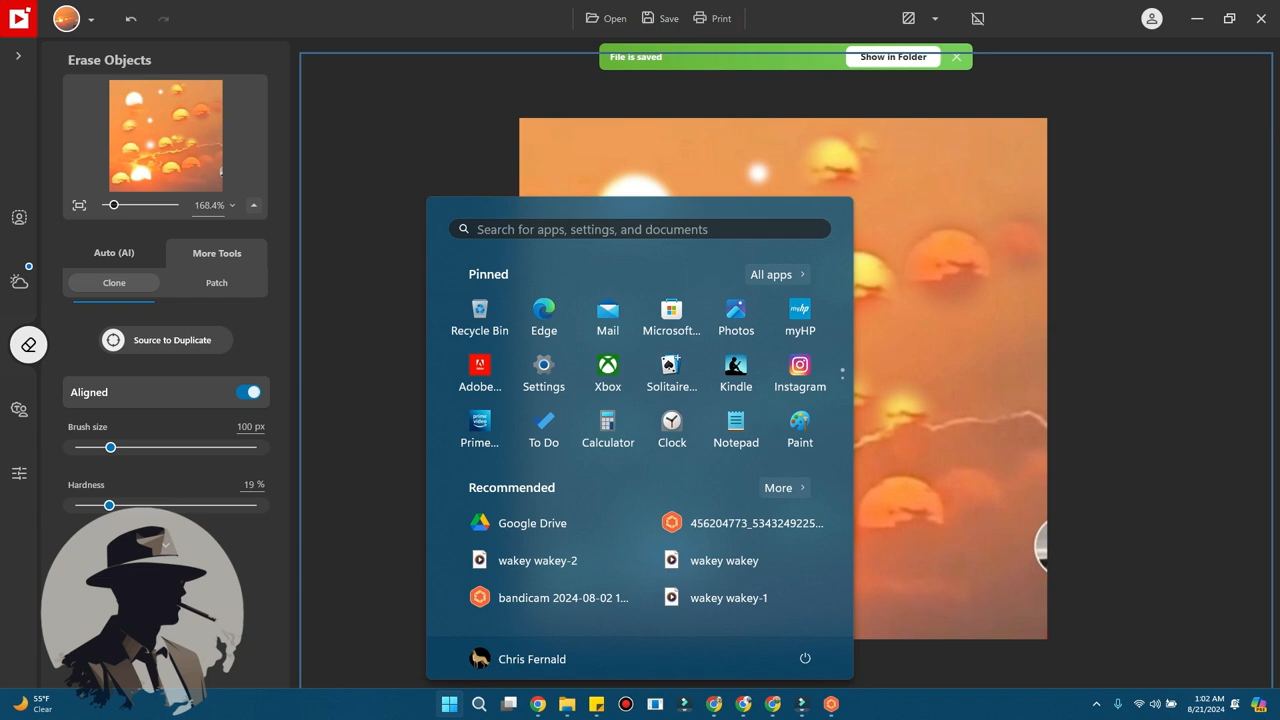 Open
Save
Print
File is saved
Show in Folder
Erase Objects
168.4%
Auto (AI)
More Tools
Clone
Patch
Source to Duplicate
Aligned
Brush size
100 px
Hardness
19 %
Search for apps, settings, and documents
Pinned
All apps
Recycle Bin
Edge
Mail
Microsoft...
Photos
myHP
Adobe...
Settings
Xbox
Solitaire...
Kindle
Instagram
Prime...
To Do
Calculator
Clock
Notepad
Paint
Recommended
More
Google Drive
456204773_5343249225...
wakey wakey-2
wakey wakey
bandicam 2024-08-02 1...
wakey wakey-1
Chris Fernald
55°F
Clear
1:02 AM
8/21/2024